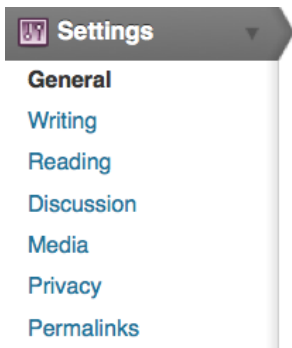 Settings
General
Writing
Reading
Discussion
Media
Privacy
Permalinks